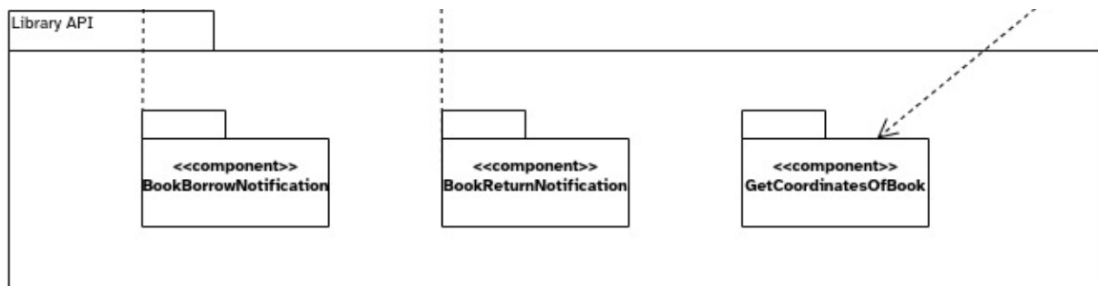 Library API
<<component>>
BookBorrowNotification
<<component>>
BookReturnNotification
<<component>>
GetCoordinatesOfBook